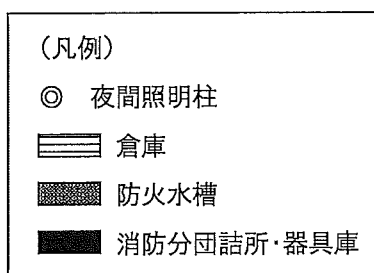 (凡例)
◎ 夜間照明柱
倉庫
防火水槽
消防分団詰所･器具庫